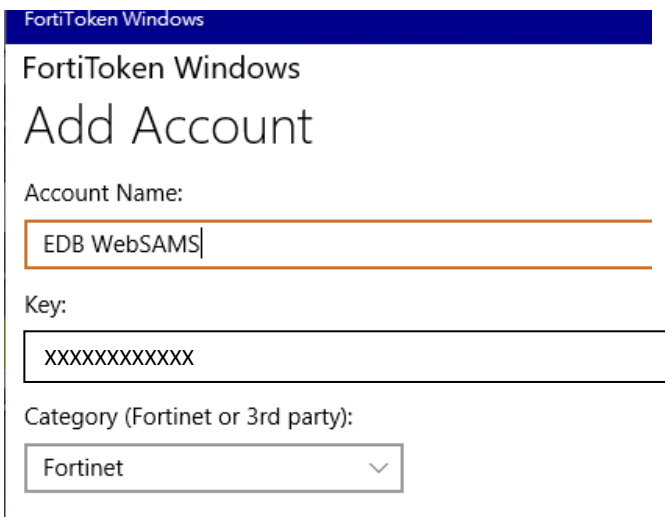 FortiToken Windows
FortiToken Windows
Add Account
Account Name:
EDB WebSAMS
Key:
XXXXXXXXXXXX
Category (Fortinet or 3rd party):
Fortinet